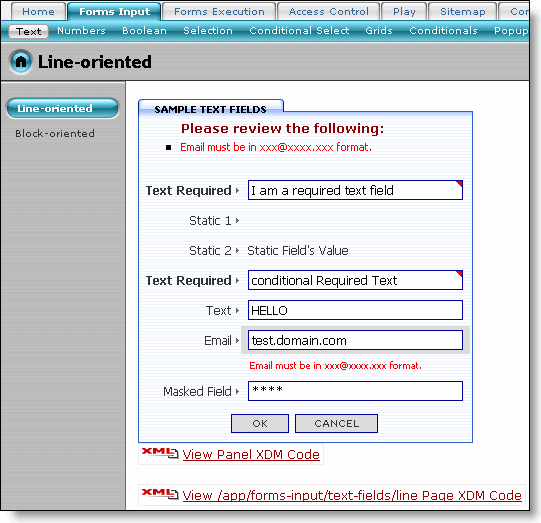 Home Forms Input Forms Execution Access Control Play Sitemap
Text Numbers Boolean Selection Conditional Select Grids Conditionals Popup
Line-oriented
Line-oriented
Block-oriented
SAMPLE TEXT FIELDS
Please review the following:
Email must be in xxx@xxxx.xxx format.
Text Required I am a required text field
Static 1
Static 2 Static Field's Value
Text Required conditional Required Text
Text HELLO
Email test.domain.com
Email must be in xxx@xxxx.xxx format.
Masked Field ****
OK CANCEL
XML View Panel XDM Code
XML View /app/forms-input/text-fields/line Page XDM Code